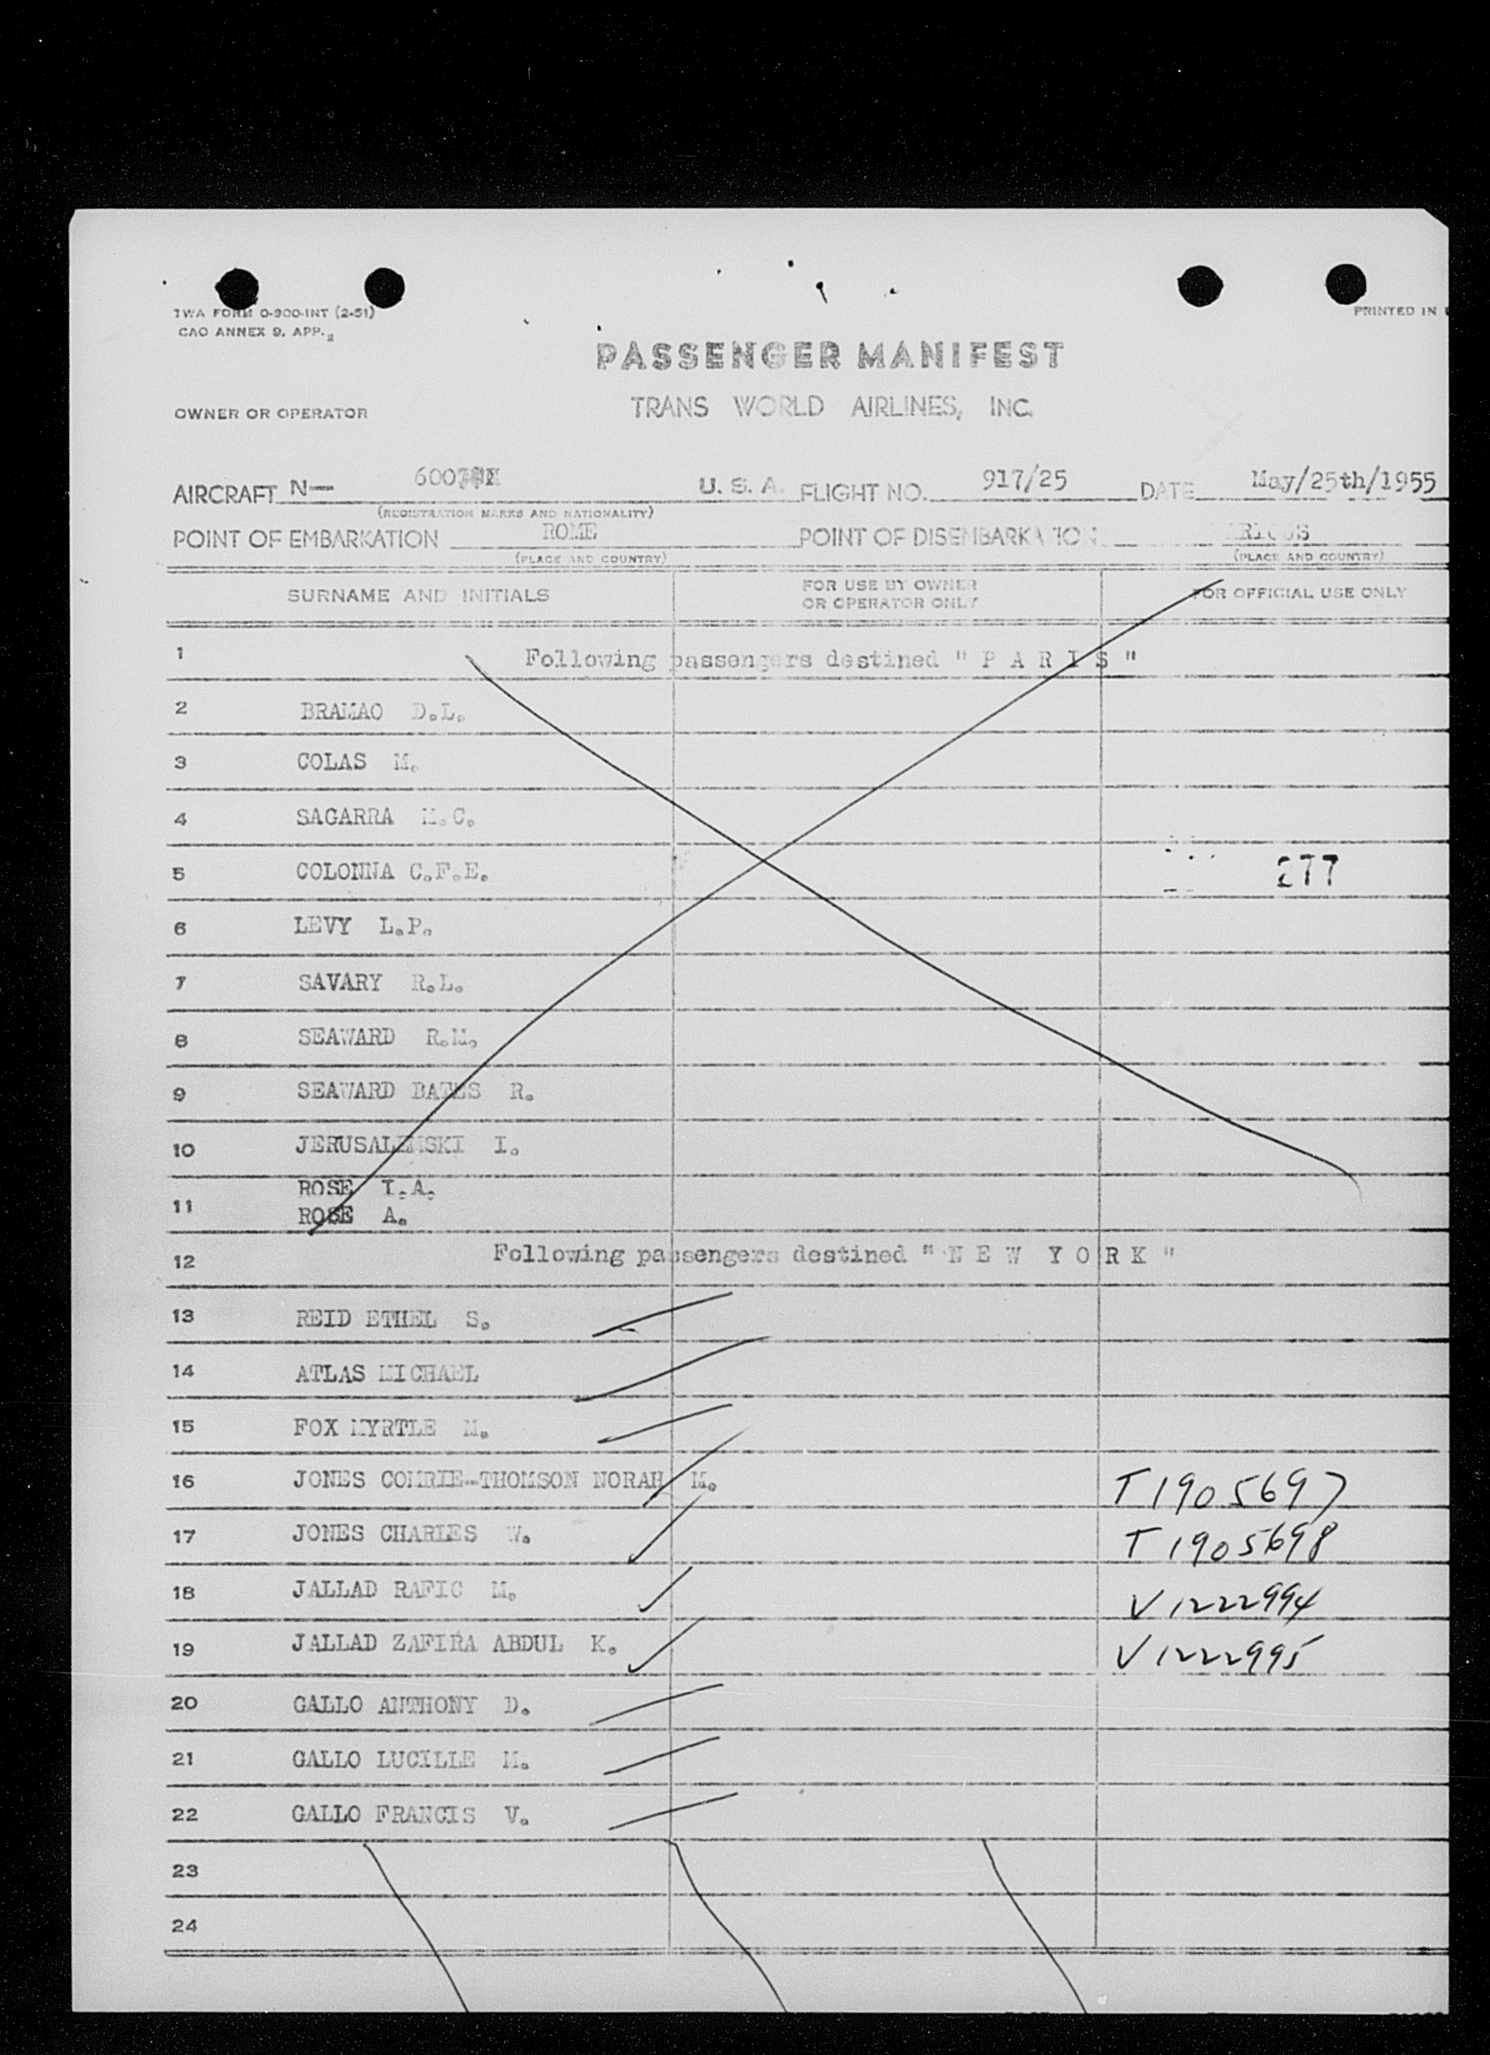 TWA FORM O-900-INT (2-51)
CAO ANNEX 9. APP. 2
PRINTED IN
PASSENGER MANIFEST
OWNER OR OPERATOR
TRANS WORLD AIRLINES, INC.
AIRCRAFT N— U. S. A. FLIGHT NO. 917/25 DATE May/25th/1955
(REGISTRATION MARKS AND NATIONALITY)
POINT OF EMBARKATION ROME POINT OF DISEMBARKATION
(PLACE AND COUNTRY) (PLACE AND COUNTRY)
SURNAME AND INITIALS FOR USE BY OWNER OR OPERATOR ONLY FOR OFFICIAL USE ONLY
1 Following passengers destined " P A R I S "
2 BRAMAO D.L.
3 COLAS M.
4 SAGARRA M.C.
5 COLONNA C.F.E. 277
6 LEVY L.P.
7 SAVARY R.L.
8 SEAWARD R.M.
9 SEAWARD BATES R.
10 JERUSALEMSKI I.
11 ROSE I.A.
ROSE A.
12 Following passengers destined " N E W Y O R K "
13 REID ETHEL S.
14 ATLAS MICHAEL
15 FOX MYRTLE M.
16 JONES COMRIE-THOMSON NORAH M. T1905697
17 JONES CHARLES W. T1905698
18 JALLAD RAFIC M. V1222994
19 JALLAD ZAFIRA ABDUL K. V1222995
20 GALLO ANTHONY D.
21 GALLO LUCILLE M.
22 GALLO FRANCIS V.
23
24